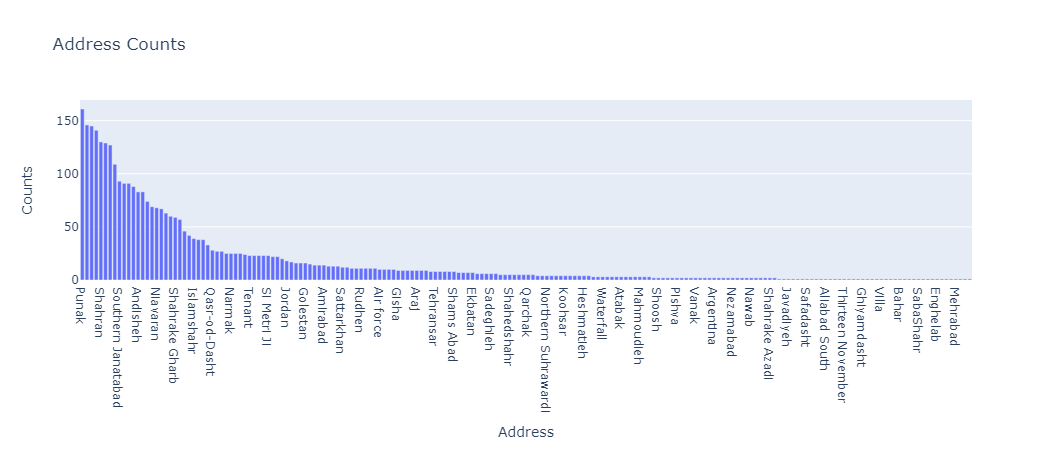 Address Counts
150
100
50
0
Counts
Punak
Shahran
Southern Janatabad
Andisheh
Niavaran
Shahrake Gharb
Islamshahr
Qasr-od-Dasht
Narmak
Tenant
Si Metri Ji
Jordan
Golestan
Amirabad
Sattarkhan
Rudhen
Air force
Gisha
Araj
Tehransar
Shams Abad
Ekbatan
Sadeghieh
Shahedshahr
Qarchak
Northern Suhrawardi
Koohsar
Heshmatieh
Waterfall
Atabak
Mahmoudieh
Shoosh
Pishva
Vanak
Argentina
Nezamabad
Nawab
Shahrake Azadi
Javadiyeh
Safadasht
Aliabad South
Thirteen November
Ghiyamdasht
Villa
Bahar
SabaShahr
Enghelab
Mehrabad
Address